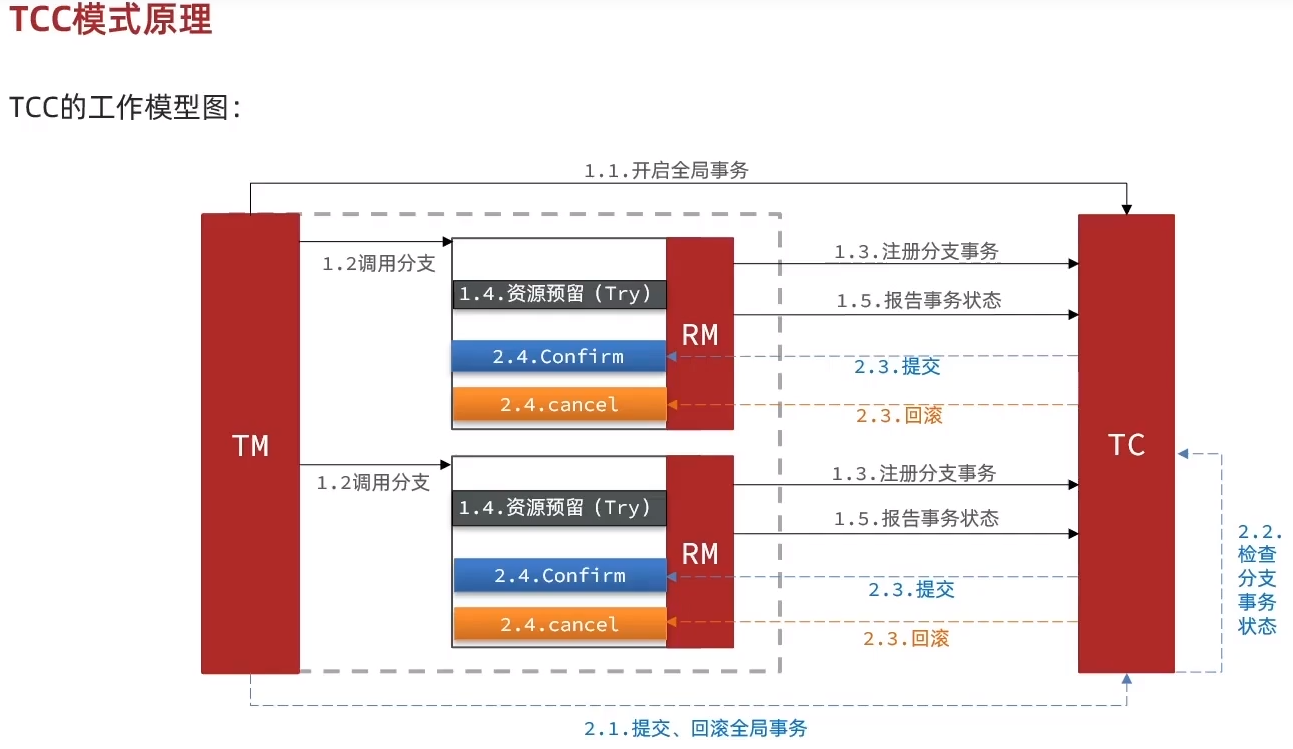 TCC模式原理
TCC的工作模型图：
1.1.开启全局事务
1.2调用分支
1.3.注册分支事务
1.4.资源预留（Try）
1.5.报告事务状态
RM
2.4.Confirm
2.3.提交
2.4.cancel
2.3.回滚
TM
TC
1.2调用分支
1.3.注册分支事务
1.4.资源预留（Try）
1.5.报告事务状态
RM
2.4.Confirm
2.3.提交
2.4.cancel
2.3.回滚
2.2.
检查
分支
事务
状态
2.1.提交、回滚全局事务